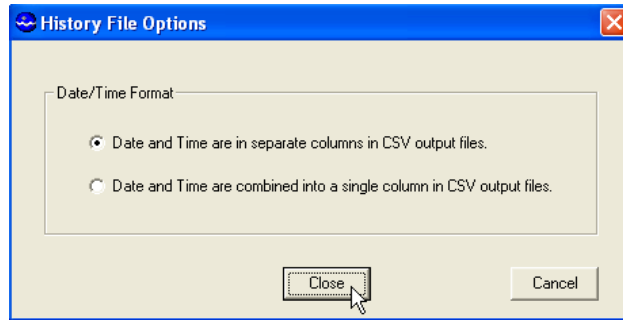 History File Options
Date/Time Format
Date and Time are in separate columns in CSV output files.
Date and Time are combined into a single column in CSV output files.
Close Cancel